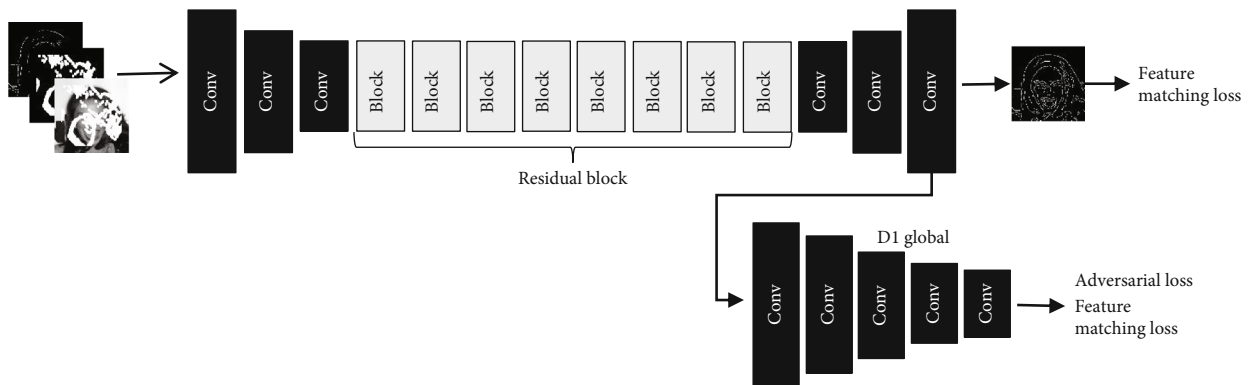 Conv
Conv
Conv
Block
Block
Block
Block
Block
Block
Block
Block
Conv
Conv
Conv
Feature
matching loss
Residual block
D1 global
Conv
Conv
Conv
Conv
Conv
Adversarial loss
Feature
matching loss